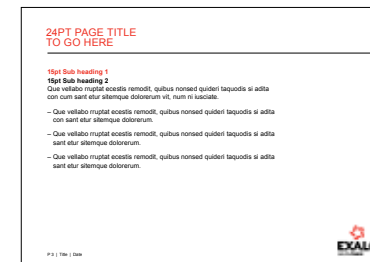 24PT PAGE TITLE
TO GO HERE
15pt Sub heading 1
15pt Sub heading 2
Que vellabo rruptat ecestis remodit, quibus nonsed quideri taquodis si adita
con cum sant etur sitemque dolorerum vit, num ni iusciate.
– Que vellabo rruptat ecestis remodit, quibus nonsed quideri taquodis si adita
con sant etur sitemque dolorerum.
– Que vellabo rruptat ecestis remodit, quibus nonsed quideri taquodis si adita
sant etur sitemque dolorerum.
– Que vellabo rruptat ecestis remodit, quibus nonsed quideri taquodis si adita
sant etur sitemque dolorerum.
P 3 | Title | Date
EXALO